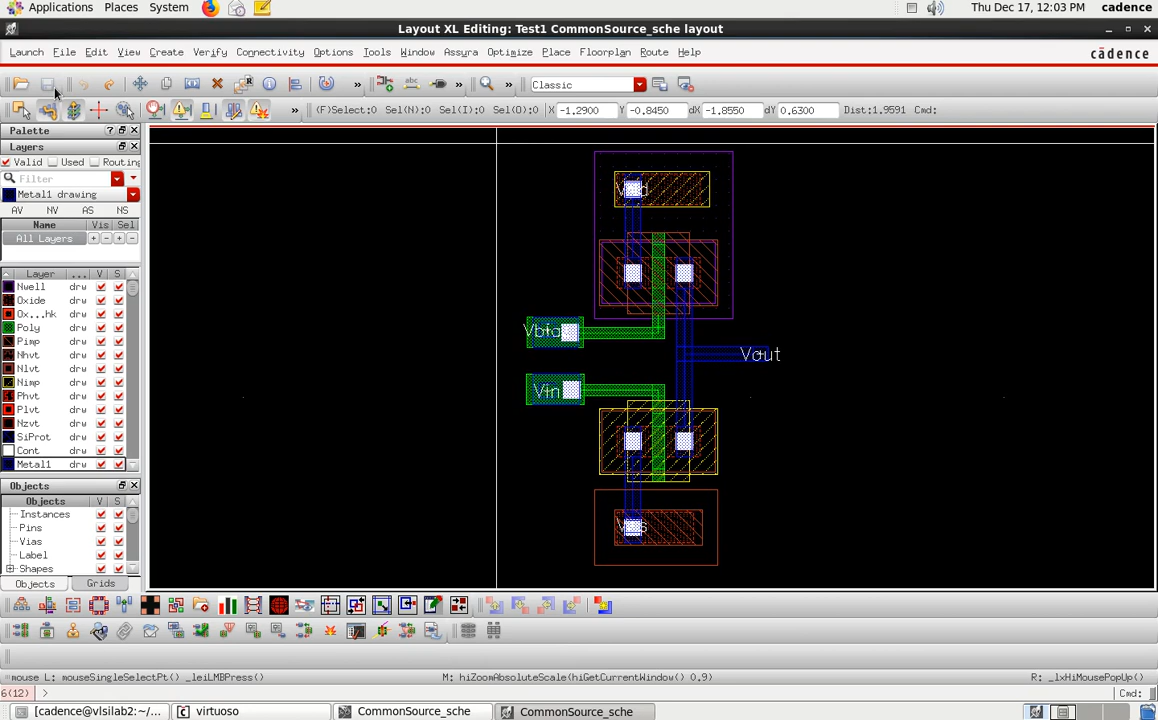 Applications Places System Thu Dec 17, 12:03 PM cadence
Layout XL Editing: Test1 CommonSource_sche layout
Launch File Edit View Create Verify Connectivity Options Tools Window Assura Optimize Place Floorplan Route Help cādence
» » » Classic
» (F)Select:0 Sel(N):0 Sel(I):0 Sel(O):0 X -1.2900 Y -0.8450 dX -1.8550 dY 0.6300 Dist:1.9591 Cmd:
Palette
Layers
Valid Used Routing
Filter
Metal1 drawing
AV NV AS NS
Name Vis Sel
All Layers + - + -
Layer ... V S
Nwell drw
Oxide drw
Ox...hk drw
Poly drw
Pimp drw
Nhvt drw
Nlvt drw
Nimp drw
Phvt drw
Plvt drw
Nzvt drw
SiProt drw
Cont drw
Metal1 drw
Vout
Vin
Objects
Objects V S
Instances
Pins
Vias
Label
Shapes
Objects Grids
mouse L: mouseSingleSelectPt() _leiLMBPress() M: hiZoomAbsoluteScale(hiGetCurrentWindow() 0.9) R: _lxHiMousePopUp()
6(12) > Cmd:
[cadence@vlsilab2:~/... virtuoso CommonSource_sche CommonSource_sche